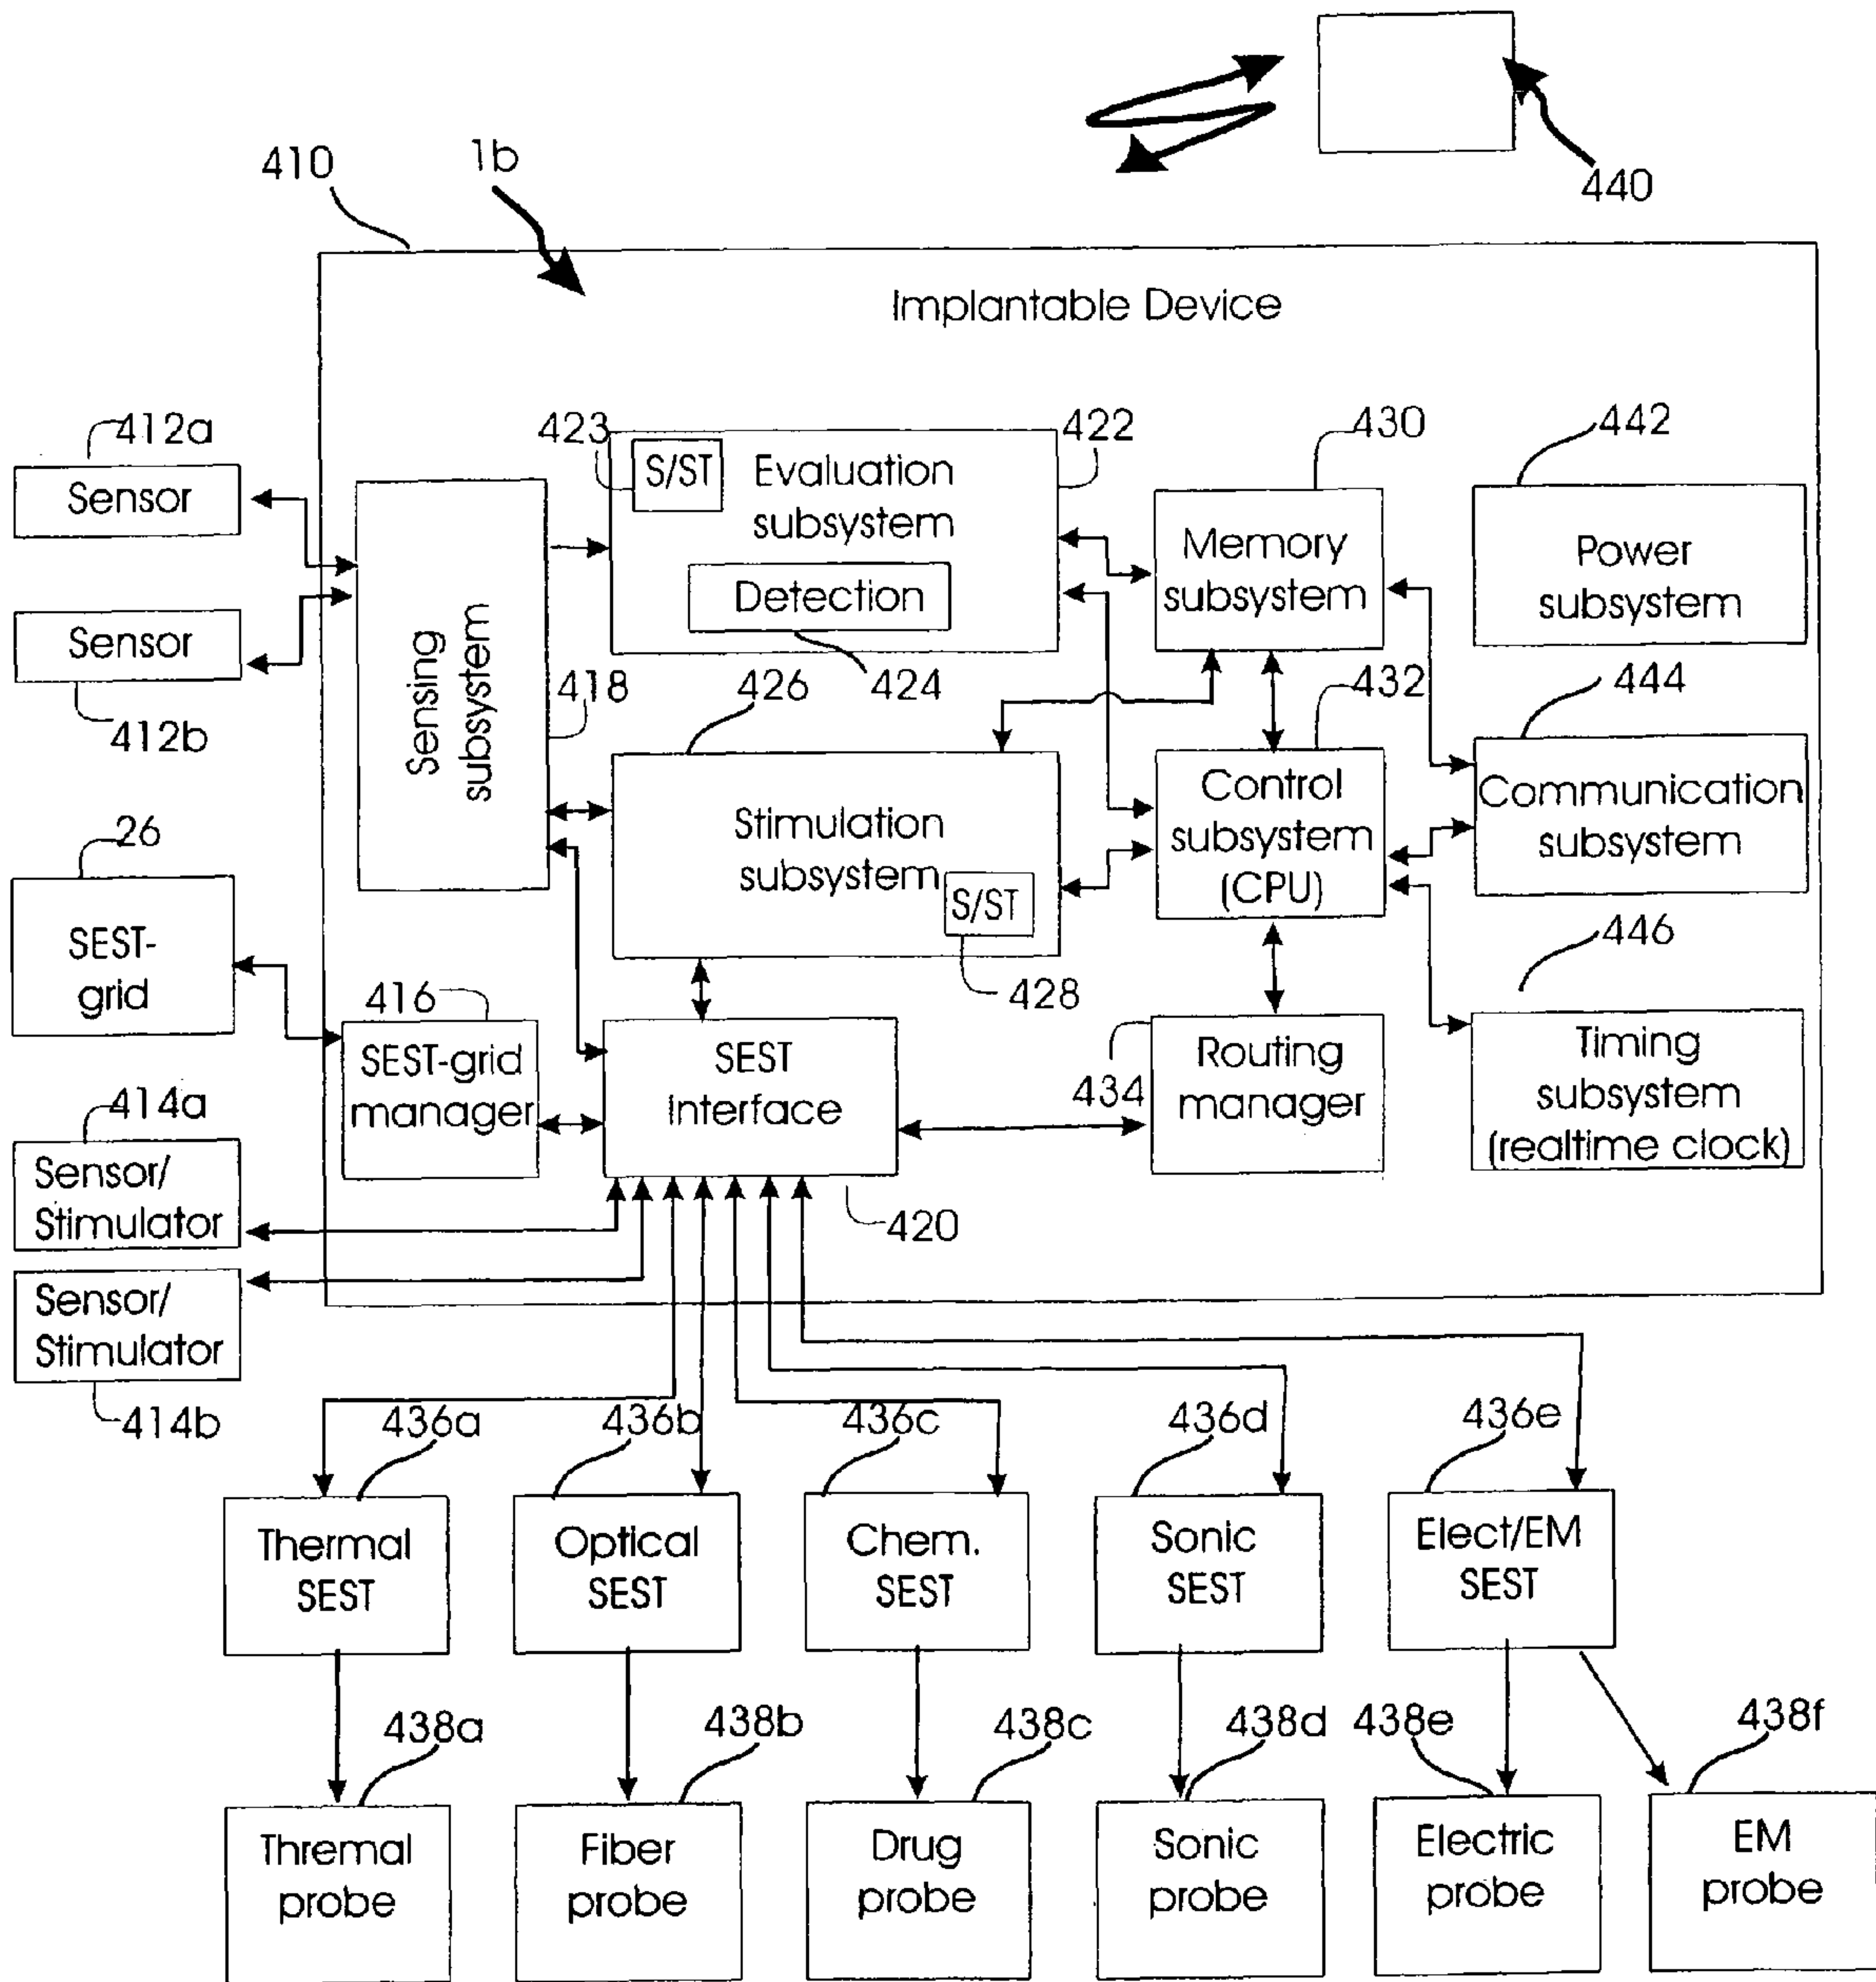 440
410
1b
Implantable Device
412a
Sensor
Sensor
412b
423
S/ST
Evaluation
subsystem
422
Detection
424
430
Memory
subsystem
442
Power
subsystem
Sensing
subsystem
418
426
Stimulation
subsystem
S/ST
428
432
Control
subsystem
(CPU)
444
Communication
subsystem
26
SEST-
grid
416
SEST-grid
manager
SEST
Interface
420
434
Routing
manager
446
Timing
subsystem
(realtime clock)
414a
Sensor/
Stimulator
Sensor/
Stimulator
414b
436a
436b
436c
436d
436e
Thermal
SEST
Optical
SEST
Chem.
SEST
Sonic
SEST
Elect/EM
SEST
438a
438b
438c
438d
438e
438f
Thremal
probe
Fiber
probe
Drug
probe
Sonic
probe
Electric
probe
EM
probe